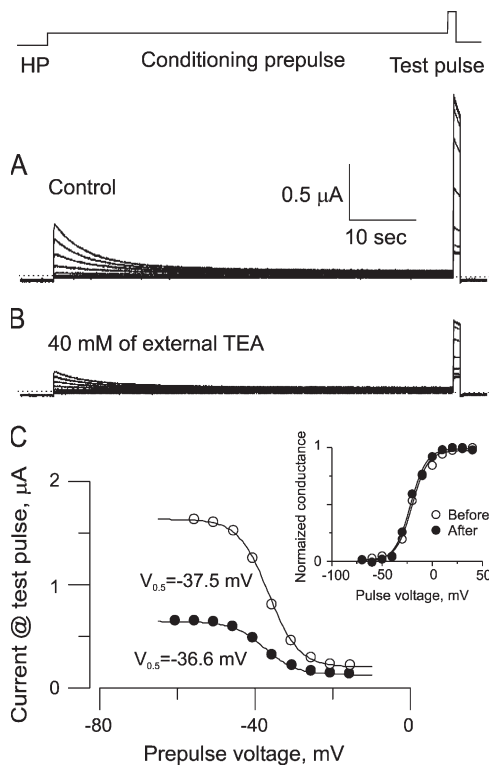 HP
Conditioning prepulse
Test pulse
A
Control
0.5 μA
10 sec
B
40 mM of external TEA
C
Current @ test pulse, μA
2
1
0
V0.5=-37.5 mV
V0.5=-36.6 mV
-80
-40
0
Prepulse voltage, mV
Normaized conductance
1
0
Before
After
-100
-50
0
50
Pulse voltage, mV